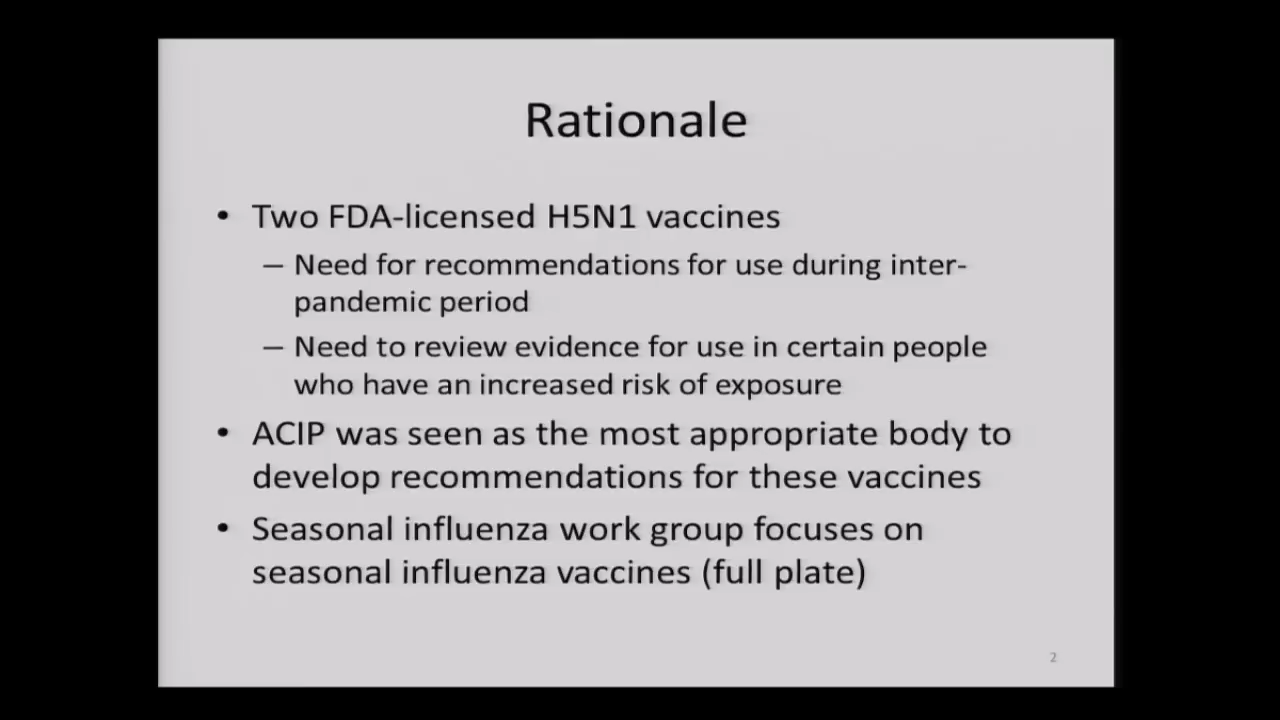 Rationale
• Two FDA-licensed H5N1 vaccines
– Need for recommendations for use during inter-
pandemic period
– Need to review evidence for use in certain people
who have an increased risk of exposure
• ACIP was seen as the most appropriate body to
develop recommendations for these vaccines
• Seasonal influenza work group focuses on
seasonal influenza vaccines (full plate)
2